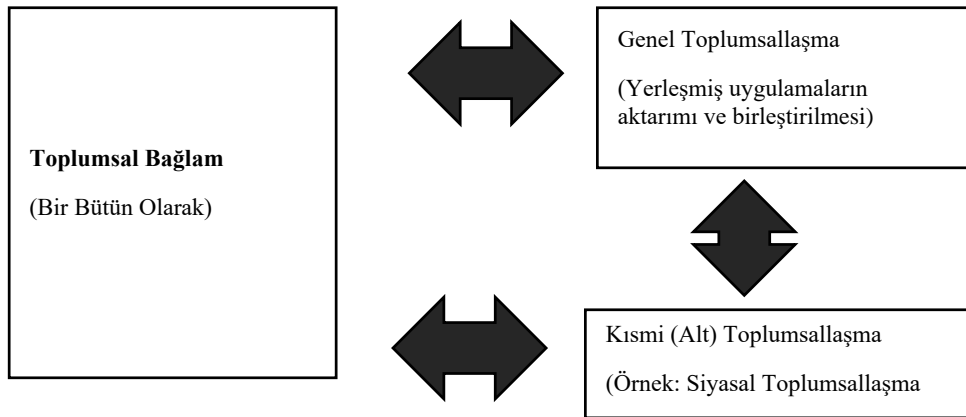 Toplumsal Bağlam
(Bir Bütün Olarak)
Genel Toplumsallaşma
(Yerleşmiş uygulamaların
aktarımı ve birleştirilmesi)
Kısmi (Alt) Toplumsallaşma
(Örnek: Siyasal Toplumsallaşma